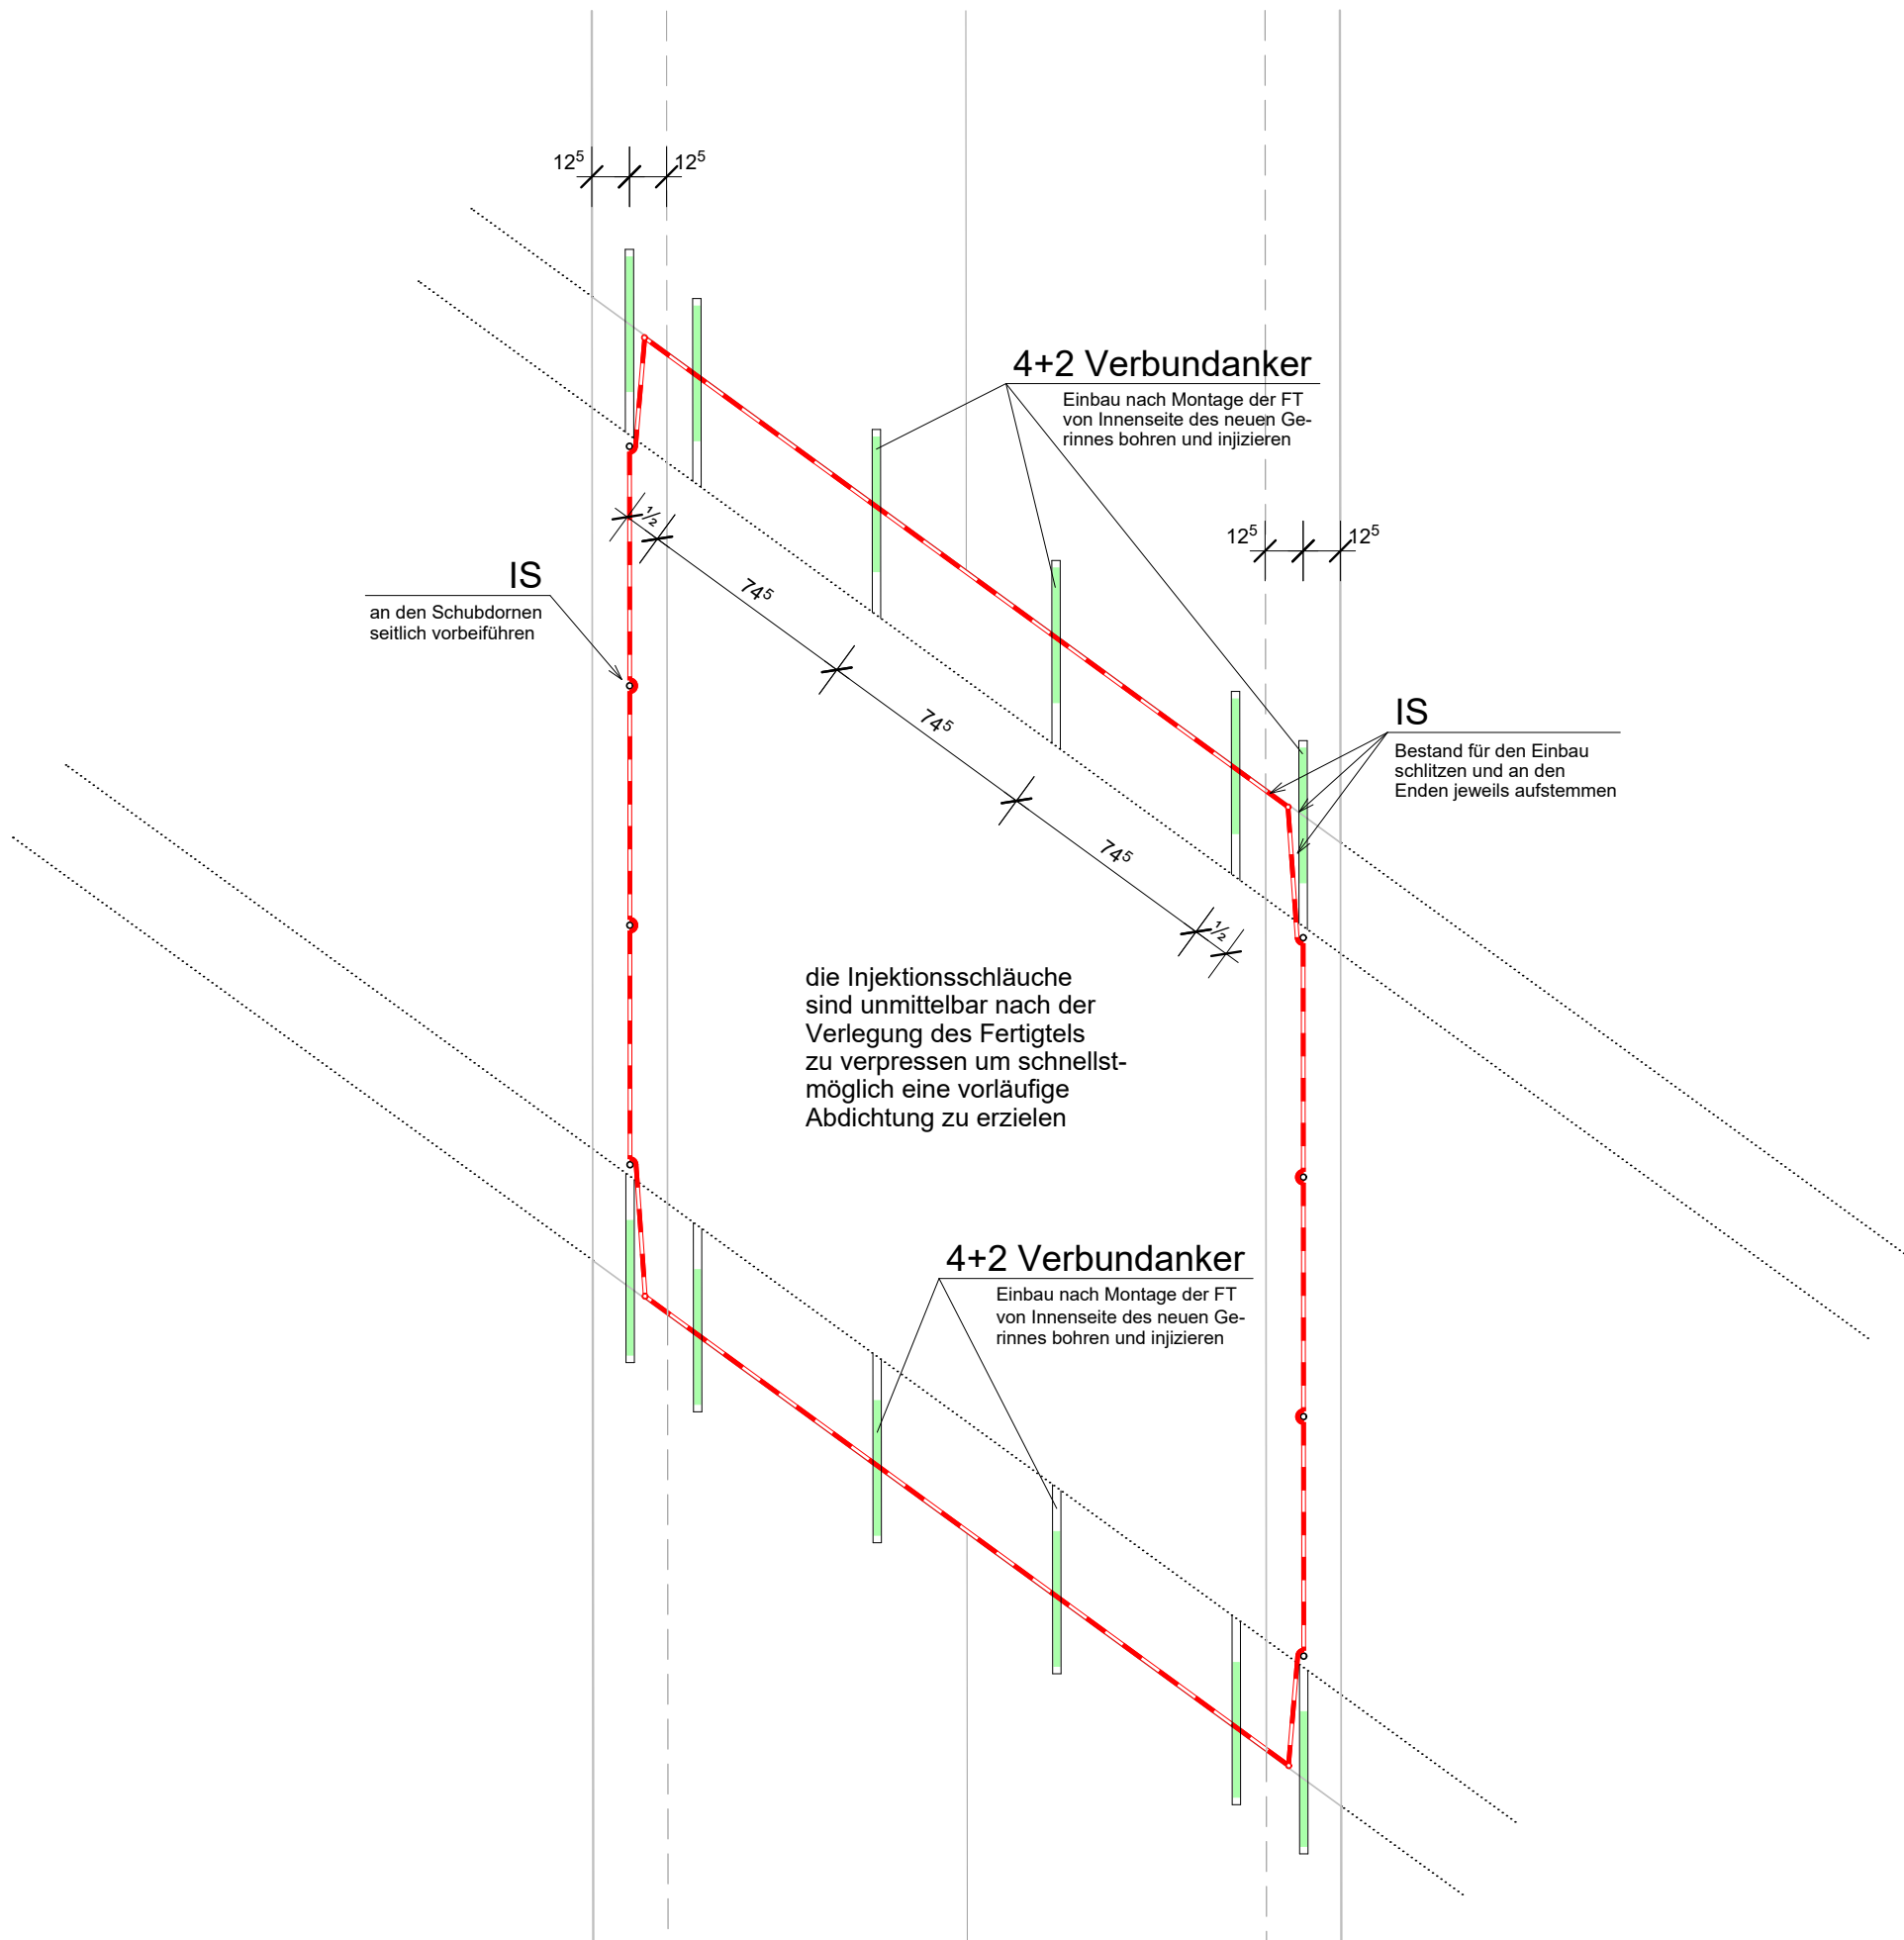 12⁵ 12⁵
4+2 Verbundanker
Einbau nach Montage der FT
von Innenseite des neuen Ge-
rinnes bohren und injizieren
½
12⁵ 12⁵
IS
an den Schubdornen
seitlich vorbeiführen
74⁵
74⁵
IS
Bestand für den Einbau
schlitzen und an den
Enden jeweils aufstemmen
74⁵
½
die Injektionsschläuche
sind unmittelbar nach der
Verlegung des Fertigtels
zu verpressen um schnellst-
möglich eine vorläufige
Abdichtung zu erzielen
4+2 Verbundanker
Einbau nach Montage der FT
von Innenseite des neuen Ge-
rinnes bohren und injizieren